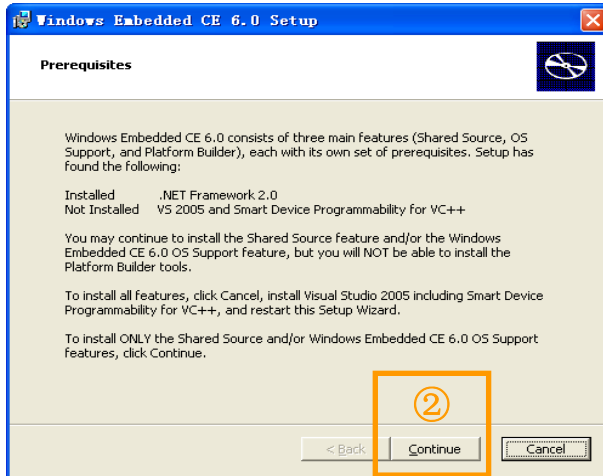 Windows Embedded CE 6.0 Setup
Prerequisites
Windows Embedded CE 6.0 consists of three main features (Shared Source, OS
Support, and Platform Builder), each with its own set of prerequisites. Setup has
found the following:
Installed .NET Framework 2.0
Not Installed VS 2005 and Smart Device Programmability for VC++
You may continue to install the Shared Source feature and/or the Windows
Embedded CE 6.0 OS Support feature, but you will NOT be able to install the
Platform Builder tools.
To install all features, click Cancel, install Visual Studio 2005 including Smart Device
Programmability for VC++, and restart this Setup Wizard.
To install ONLY the Shared Source and/or Windows Embedded CE 6.0 OS Support
features, click Continue.
②
< Back Continue Cancel